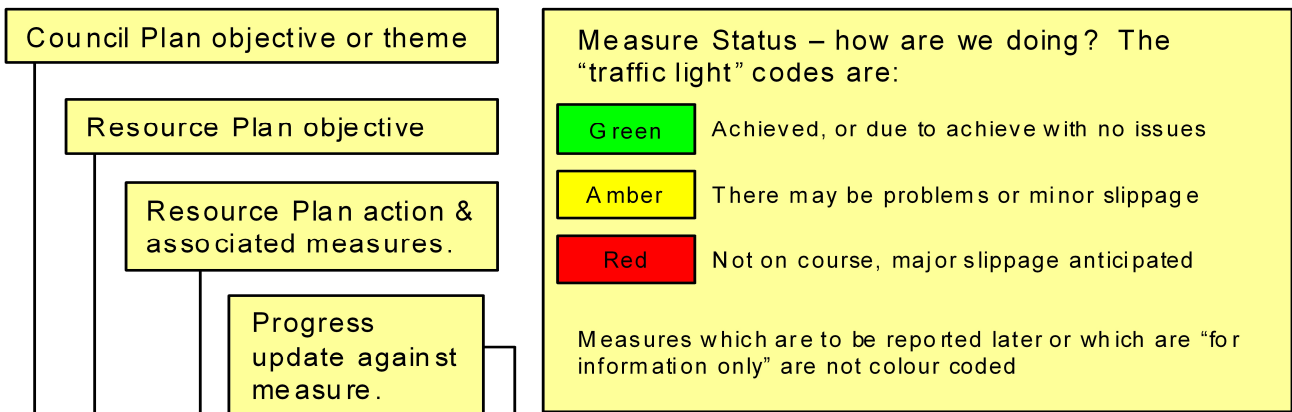 Council Plan objective or theme
Resource Plan objective
Resource Plan action &
associated measures.
Progress
update against
measure.
Measure Status – how are we doing? The
“traffic light” codes are:
Green Achieved, or due to achieve with no issues
Amber There may be problems or minor slippage
Red Not on course, major slippage anticipated
Measures which are to be reported later or which are “for
information only” are not colour coded